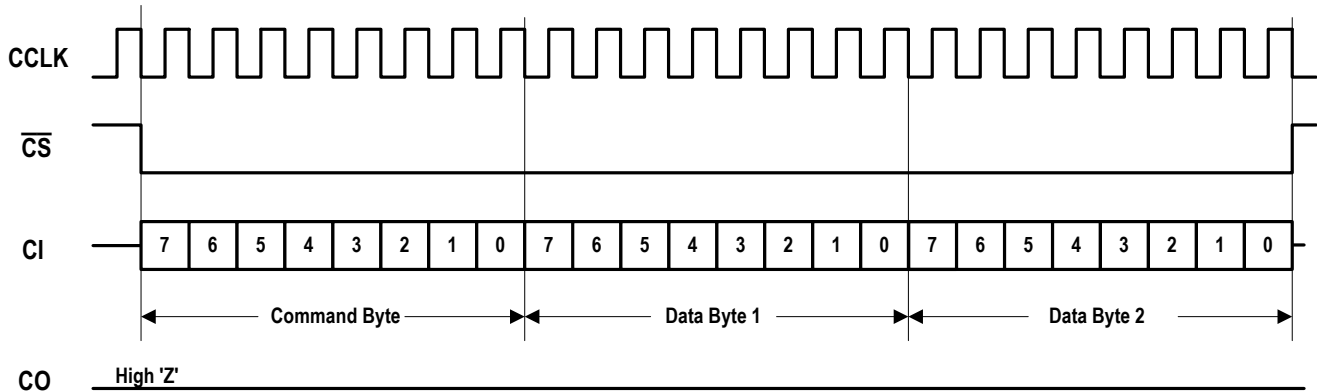 CCLK
C̅S̅
CI
7 6 5 4 3 2 1 0 7 6 5 4 3 2 1 0 7 6 5 4 3 2 1 0
Command Byte Data Byte 1 Data Byte 2
High 'Z'
CO